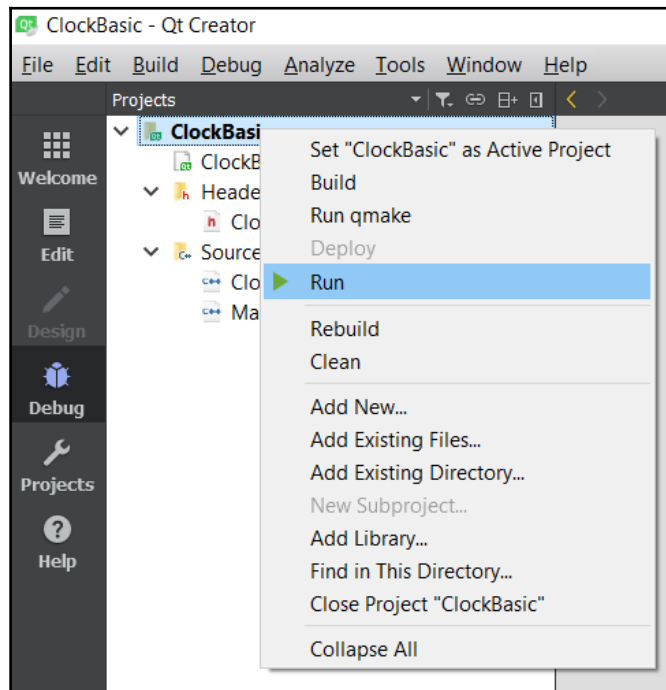 ClockBasic - Qt Creator
File Edit Build Debug Analyze Tools Window Help
Projects
Welcome
Edit
Design
Debug
Projects
Help
ClockBasi
ClockB
Heade
Clo
Source
Clo
Ma
Set "ClockBasic" as Active Project
Build
Run qmake
Deploy
Run
Rebuild
Clean
Add New...
Add Existing Files...
Add Existing Directory...
New Subproject...
Add Library...
Find in This Directory...
Close Project "ClockBasic"
Collapse All